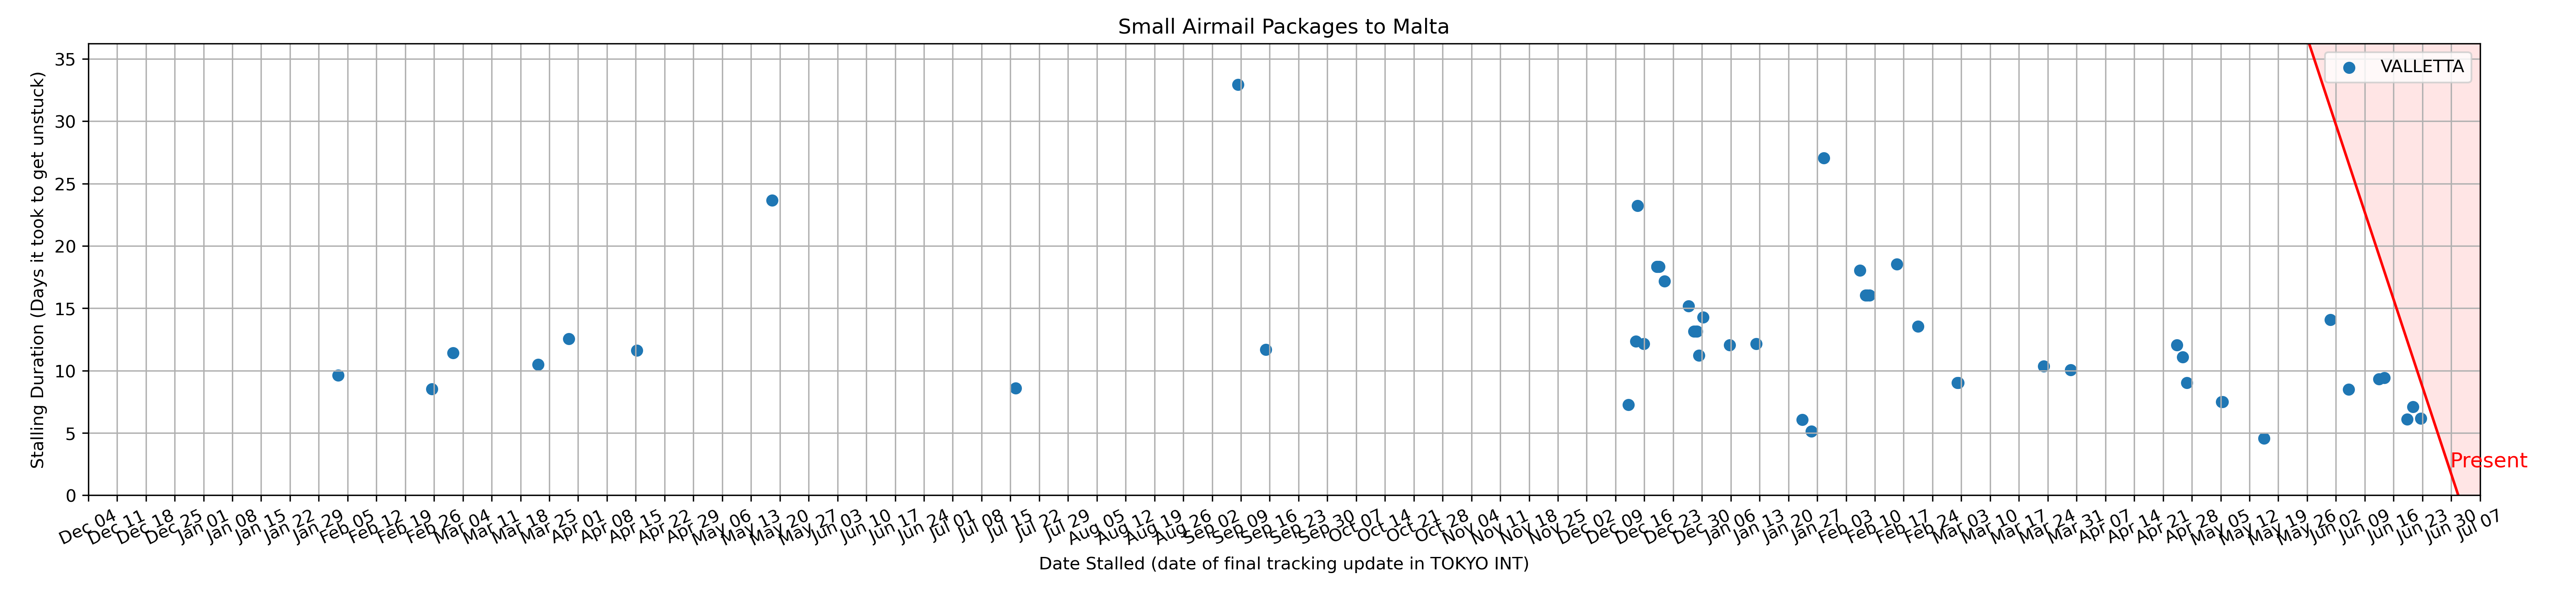 Small Airmail Packages to Malta
VALLETTA
Stalling Duration (Days it took to get unstuck)
35
30
25
20
15
10
5
0
Present
Dec 04 Dec 11 Dec 18 Dec 25 Jan 01 Jan 08 Jan 15 Jan 22 Jan 29 Feb 05 Feb 12 Feb 19 Feb 26 Mar 04 Mar 11 Mar 18 Mar 25 Apr 01 Apr 08 Apr 15 Apr 22 Apr 29 May 06 May 13 May 20 May 27 Jun 03 Jun 10 Jun 17 Jun 24 Jul 01 Jul 08 Jul 15 Jul 22 Jul 29 Aug 05 Aug 12 Aug 19 Aug 26 Sep 02 Sep 09 Sep 16 Sep 23 Sep 30 Oct 07 Oct 14 Oct 21 Oct 28 Nov 04 Nov 11 Nov 18 Nov 25 Dec 02 Dec 09 Dec 16 Dec 23 Dec 30 Jan 06 Jan 13 Jan 20 Jan 27 Feb 03 Feb 10 Feb 17 Feb 24 Mar 03 Mar 10 Mar 17 Mar 24 Mar 31 Apr 07 Apr 14 Apr 21 Apr 28 May 05 May 12 May 19 May 26 Jun 02 Jun 09 Jun 16 Jun 23 Jun 30 Jul 07
Date Stalled (date of final tracking update in TOKYO INT)